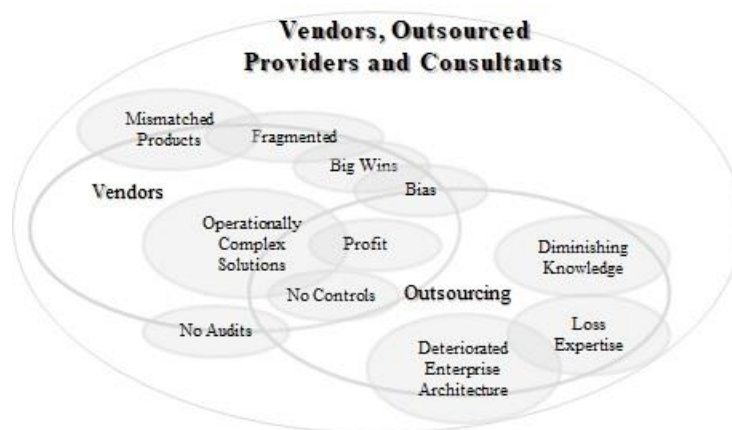 Vendors, Outsourced
Providers and Consultants
Mismatched
Products
Fragmented
Big Wins
Bias
Vendors
Operationally
Complex
Solutions
Profit
Diminishing
Knowledge
No Controls
Outsourcing
No Audits
Loss
Expertise
Deteriorated
Enterprise
Architecture